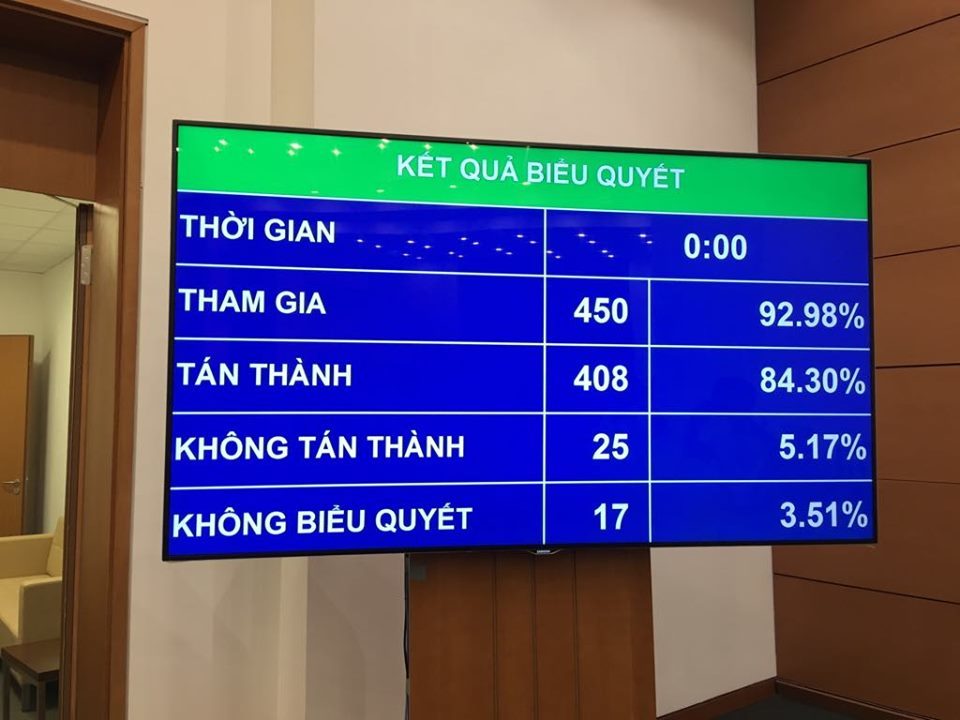 KẾT QUẢ BIỂU QUYẾT
THỜI GIAN 0:00
THAM GIA 450 92.98%
TÁN THÀNH 408 84.30%
KHÔNG TÁN THÀNH 25 5.17%
KHÔNG BIỂU QUYẾT 17 3.51%
SAMSUNG